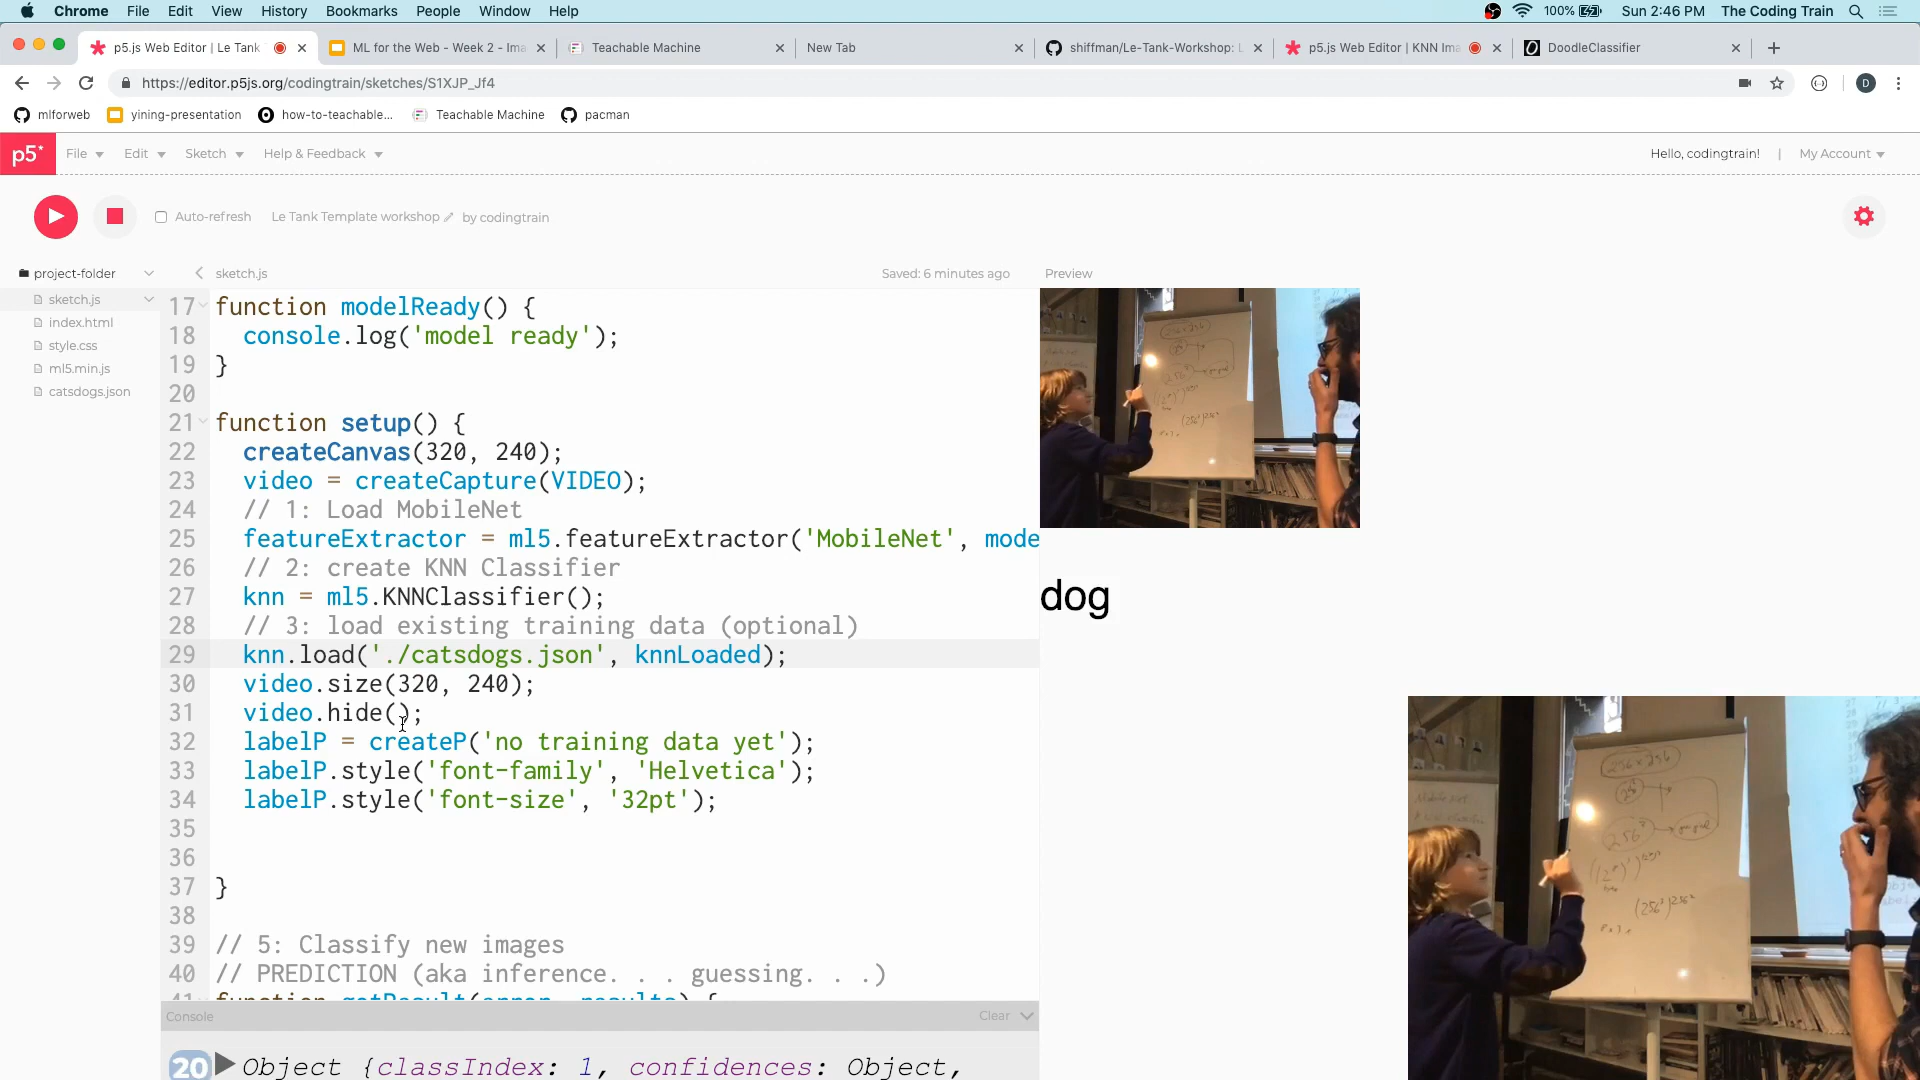 Chrome File Edit View History Bookmarks People Window Help 100% Sun 2:46 PM The Coding Train
p5.js Web Editor | Le Tank ML for the Web - Week 2 - Ima Teachable Machine New Tab shiffman/Le-Tank-Workshop: p5.js Web Editor | KNN Ima DoodleClassifier
https://editor.p5js.org/codingtrain/sketches/S1XJP_Jf4 D
mlforweb yining-presentation how-to-teachable... Teachable Machine pacman
p5* File Edit Sketch Help & Feedback Hello, codingtrain! | My Account
Auto-refresh Le Tank Template workshop by codingtrain
project-folder sketch.js Saved: 6 minutes ago Preview
sketch.js
index.html
style.css
ml5.min.js
catsdogs.json
17 function modelReady() {
18 console.log('model ready');
19 }
20
21 function setup() {
22 createCanvas(320, 240);
23 video = createCapture(VIDEO);
24 // 1: Load MobileNet
25 featureExtractor = ml5.featureExtractor('MobileNet', mode
26 // 2: create KNN Classifier
27 knn = ml5.KNNClassifier();
28 // 3: load existing training data (optional)
29 knn.load('./catsdogs.json', knnLoaded);
30 video.size(320, 240);
31 video.hide();
32 labelP = createP('no training data yet');
33 labelP.style('font-family', 'Helvetica');
34 labelP.style('font-size', '32pt');
35
36
37 }
38
39 // 5: Classify new images
40 // PREDICTION (aka inference. . . guessing. . .)
41 function gotResult(error, results) {
dog
Console Clear
20 Object {classIndex: 1, confidences: Object,
256x256